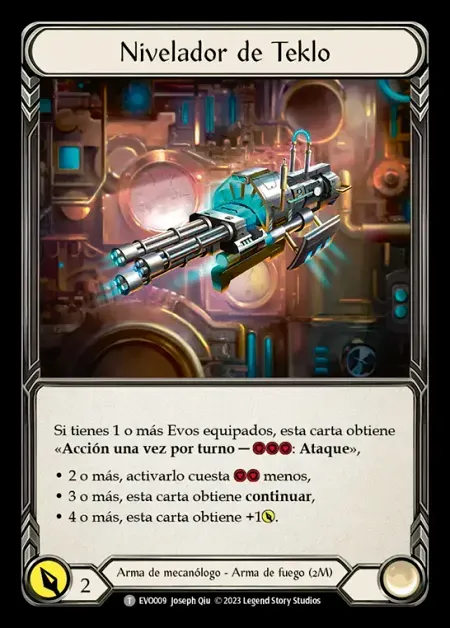 Nivelador de Teklo
Si tienes 1 o más Evos equipados, esta carta obtiene
«Acción una vez por turno — : Ataque»,
• 2 o más, activarlo cuesta menos,
• 3 o más, esta carta obtiene continuar,
• 4 o más, esta carta obtiene +1.
2
Arma de mecanólogo - Arma de fuego (2M)
T EVO009 Joseph Qiu © 2023 Legend Story Studios